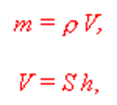 m = ρ V,
V = S h,